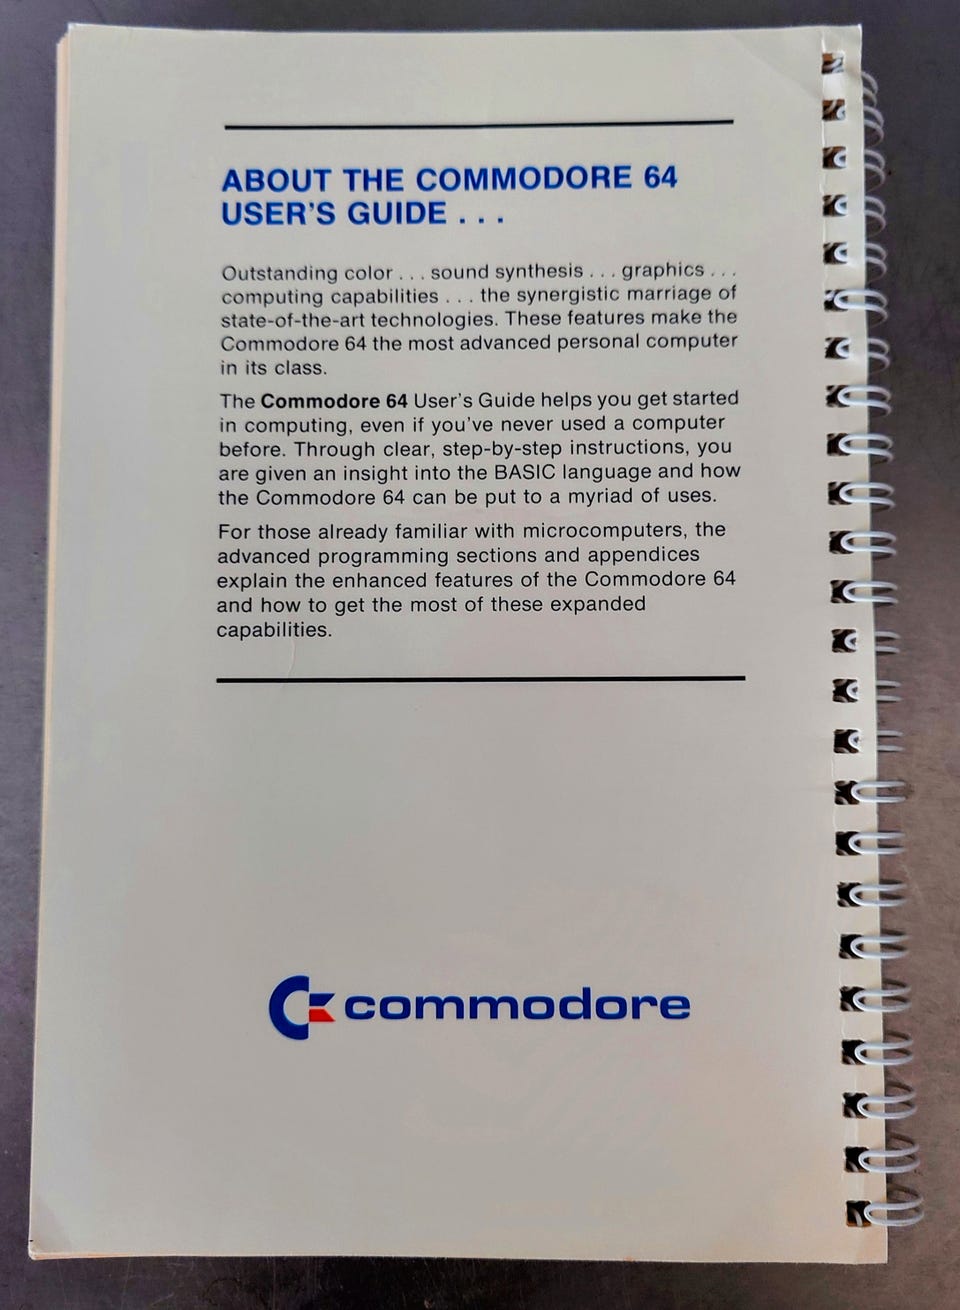 ABOUT THE COMMODORE 64
USER'S GUIDE . . .
Outstanding color . . . sound synthesis . . . graphics . . .
computing capabilities . . . the synergistic marriage of
state-of-the-art technologies. These features make the
Commodore 64 the most advanced personal computer
in its class.
The Commodore 64 User's Guide helps you get started
in computing, even if you've never used a computer
before. Through clear, step-by-step instructions, you
are given an insight into the BASIC language and how
the Commodore 64 can be put to a myriad of uses.
For those already familiar with microcomputers, the
advanced programming sections and appendices
explain the enhanced features of the Commodore 64
and how to get the most of these expanded
capabilities.
commodore